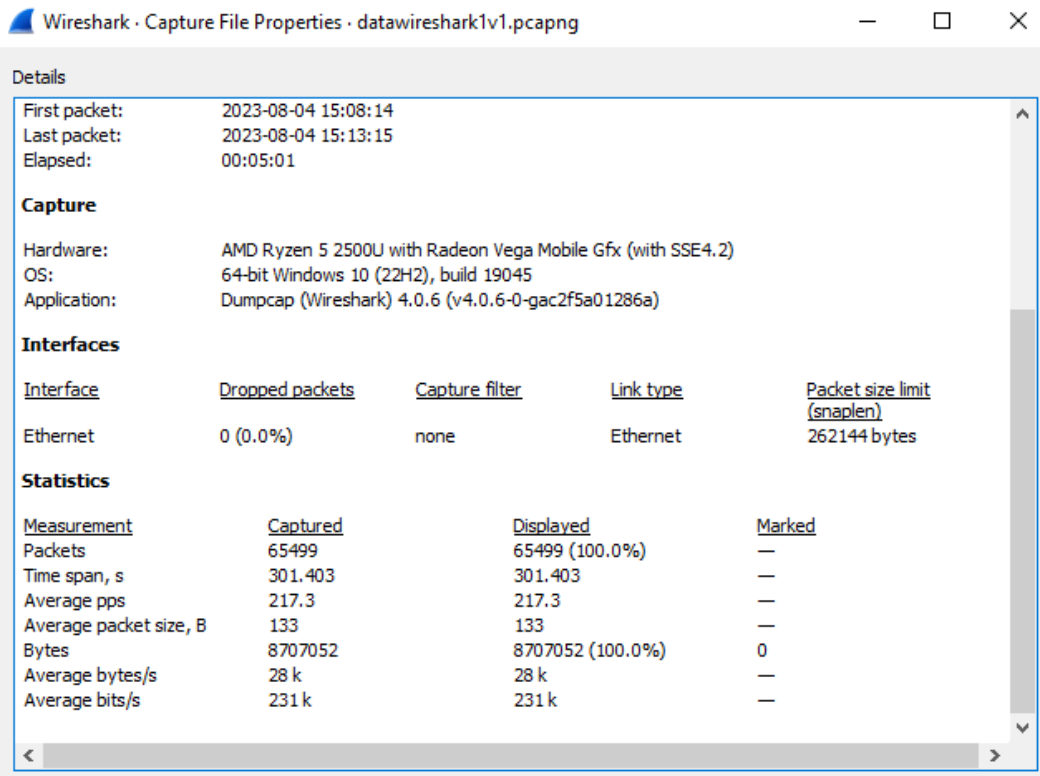 Wireshark · Capture File Properties · datawireshark1v1.pcapng
Details
First packet: 2023-08-04 15:08:14
Last packet: 2023-08-04 15:13:15
Elapsed: 00:05:01
Capture
Hardware: AMD Ryzen 5 2500U with Radeon Vega Mobile Gfx (with SSE4.2)
OS: 64-bit Windows 10 (22H2), build 19045
Application: Dumpcap (Wireshark) 4.0.6 (v4.0.6-0-gac2f5a01286a)
Interfaces
Interface Dropped packets Capture filter Link type Packet size limit
(snaplen)
Ethernet 0 (0.0%) none Ethernet 262144 bytes
Statistics
Measurement Captured Displayed Marked
Packets 65499 65499 (100.0%) —
Time span, s 301.403 301.403 —
Average pps 217.3 217.3 —
Average packet size, B 133 133 —
Bytes 8707052 8707052 (100.0%) 0
Average bytes/s 28 k 28 k —
Average bits/s 231 k 231 k —